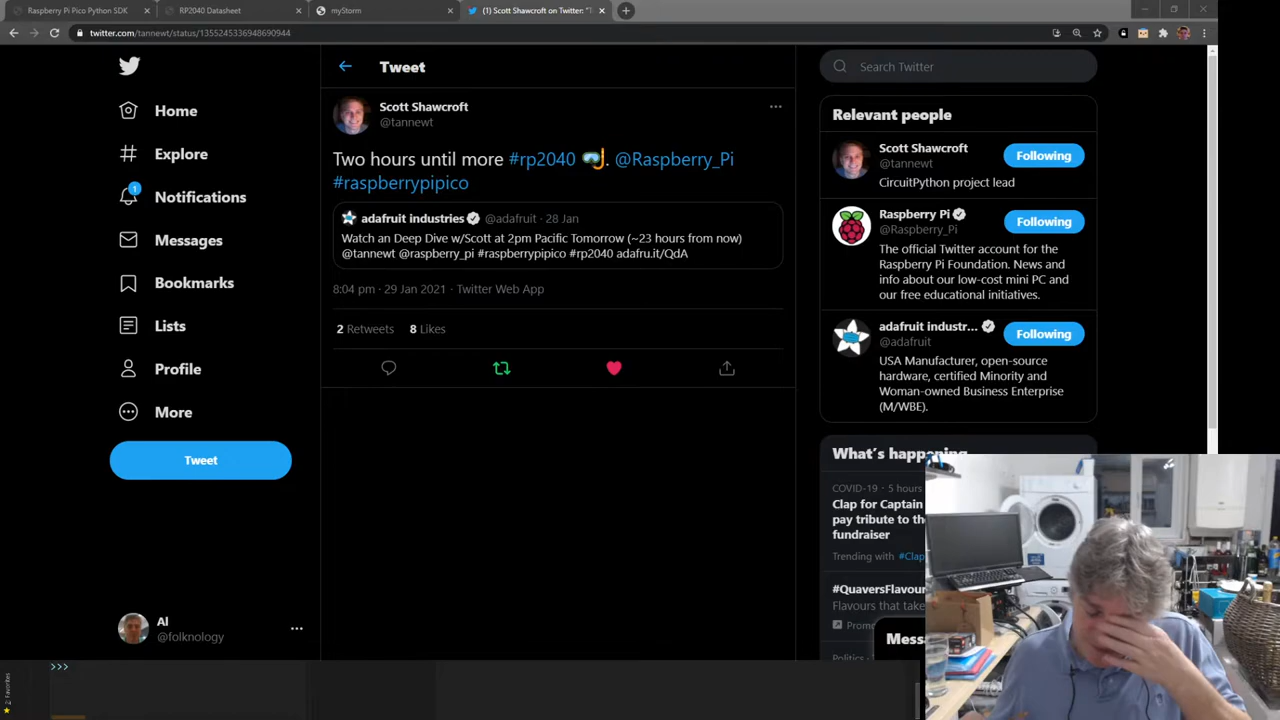 Raspberry Pi Pico Python SDK
RP2040 Datasheet
myStorm
(1) Scott Shawcroft on Twitter: "T
twitter.com/tannewt/status/1355245336948690944
Tweet
Search Twitter
Home
Explore
1
Notifications
Messages
Bookmarks
Lists
Profile
More
Tweet
Al
@folknology
Scott Shawcroft
@tannewt
Two hours until more #rp2040 🤿. @Raspberry_Pi
#raspberrypipico
adafruit industries @adafruit · 28 Jan
Watch an Deep Dive w/Scott at 2pm Pacific Tomorrow (~23 hours from now)
@tannewt @raspberry_pi #raspberrypipico #rp2040 adafru.it/QdA
8:04 pm · 29 Jan 2021 · Twitter Web App
2 Retweets 8 Likes
Relevant people
Scott Shawcroft
@tannewt
Following
CircuitPython project lead
Raspberry Pi
@Raspberry_Pi
Following
The official Twitter account for the
Raspberry Pi Foundation. News and
info about our low-cost mini PC and
our free educational initiatives.
adafruit industr...
@adafruit
Following
USA Manufacturer, open-source
hardware, certified Minority and
Woman-owned Business Enterprise
(M/WBE).
What's happening
COVID-19 · 5 hours
Clap for Captain
pay tribute to the
fundraiser
Trending with #Clap
#QuaversFlavour
Flavours that take
Promo
Mess
Politics ·
>>>
2: Favorites